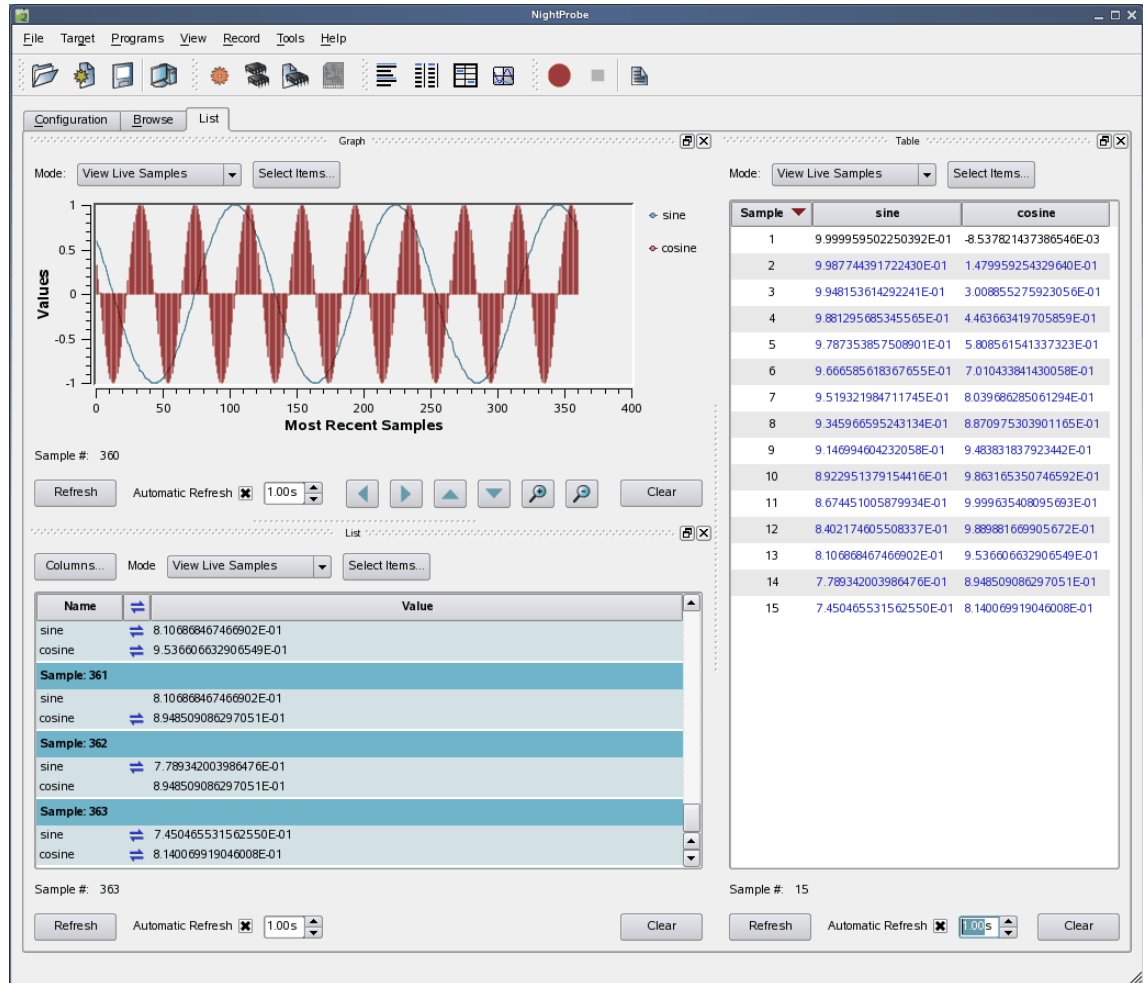 NightProbe
File Target Programs View Record Tools Help
Configuration Browse List
Graph
Mode: View Live Samples Select Items...
1
0.5
0
-0.5
-1
Values
0 50 100 150 200 250 300 350 400
Most Recent Samples
sine
cosine
Sample #: 360
Refresh Automatic Refresh 1.00s Clear
List
Columns... Mode View Live Samples Select Items...
Name Value
sine 8.106868467466902E-01
cosine 9.536606632906549E-01
Sample: 361
sine 8.106868467466902E-01
cosine 8.948509086297051E-01
Sample: 362
sine 7.789342003986476E-01
cosine 8.948509086297051E-01
Sample: 363
sine 7.450465531562550E-01
cosine 8.140069919046008E-01
Sample #: 363
Refresh Automatic Refresh 1.00s Clear
Table
Mode: View Live Samples Select Items...
Sample sine cosine
1 9.999959502250392E-01 -8.537821437386546E-03
2 9.987744391722430E-01 1.479959254329640E-01
3 9.948153614292241E-01 3.008855275923056E-01
4 9.881295685345565E-01 4.463663419705859E-01
5 9.787353857508901E-01 5.808561541337323E-01
6 9.666585618367655E-01 7.010433841430058E-01
7 9.519321984711745E-01 8.039686285061294E-01
8 9.345966595243134E-01 8.870975303901165E-01
9 9.146994604232058E-01 9.483831837923442E-01
10 8.922951379154416E-01 9.863165350746592E-01
11 8.674451005879934E-01 9.999635408095693E-01
12 8.402174605508337E-01 9.889881669905672E-01
13 8.106868467466902E-01 9.536606632906549E-01
14 7.789342003986476E-01 8.948509086297051E-01
15 7.450465531562550E-01 8.140069919046008E-01
Sample #: 15
Refresh Automatic Refresh 1.00s Clear